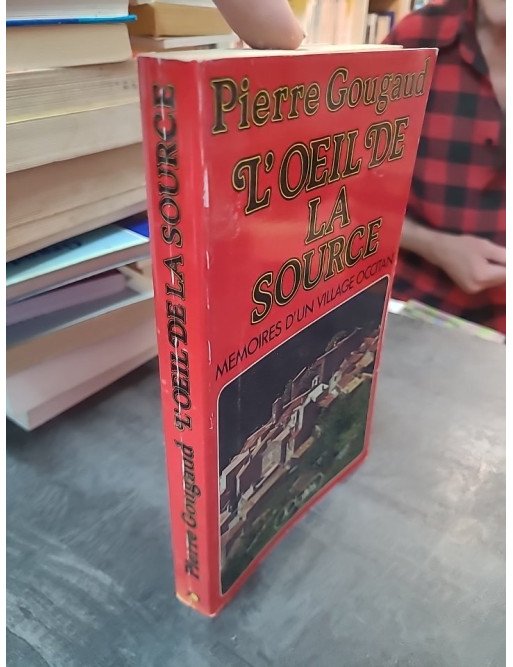 Pierre Gougaud
L'OEIL DE
LA
SOURCE
MEMOIRES D'UN VILLAGE OCCITAN
Pierre Gougaud L'OEIL DE LA SOURCE